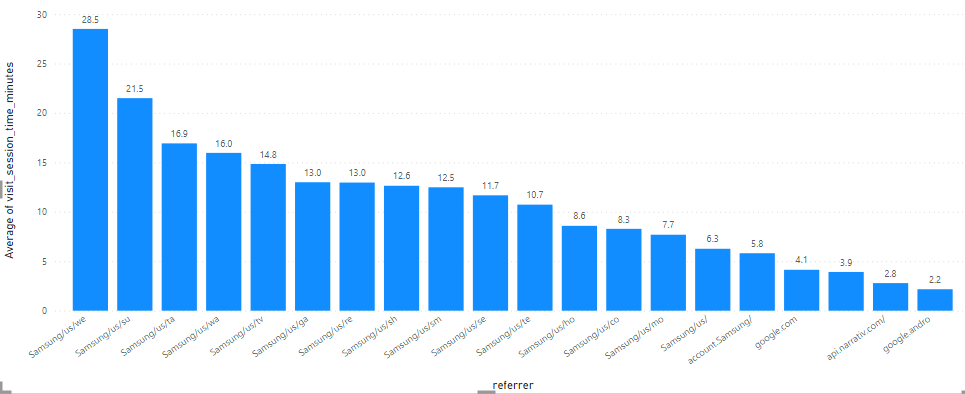 30
25
20
15
10
5
0
Average of visit_session_time_minutes
28.5
21.5
16.9
16.0
14.8
13.0
13.0
12.6
12.5
11.7
10.7
8.6
8.3
7.7
6.3
5.8
4.1
3.9
2.8
2.2
Samsung/us/we
Samsung/us/su
Samsung/us/ta
Samsung/us/wa
Samsung/us/tv
Samsung/us/ga
Samsung/us/re
Samsung/us/sh
Samsung/us/sm
Samsung/us/se
Samsung/us/te
Samsung/us/ho
Samsung/us/co
Samsung/us/mo
Samsung/us/
account.Samsung/
google.com
api.narrativ.com/
google.andro
referrer